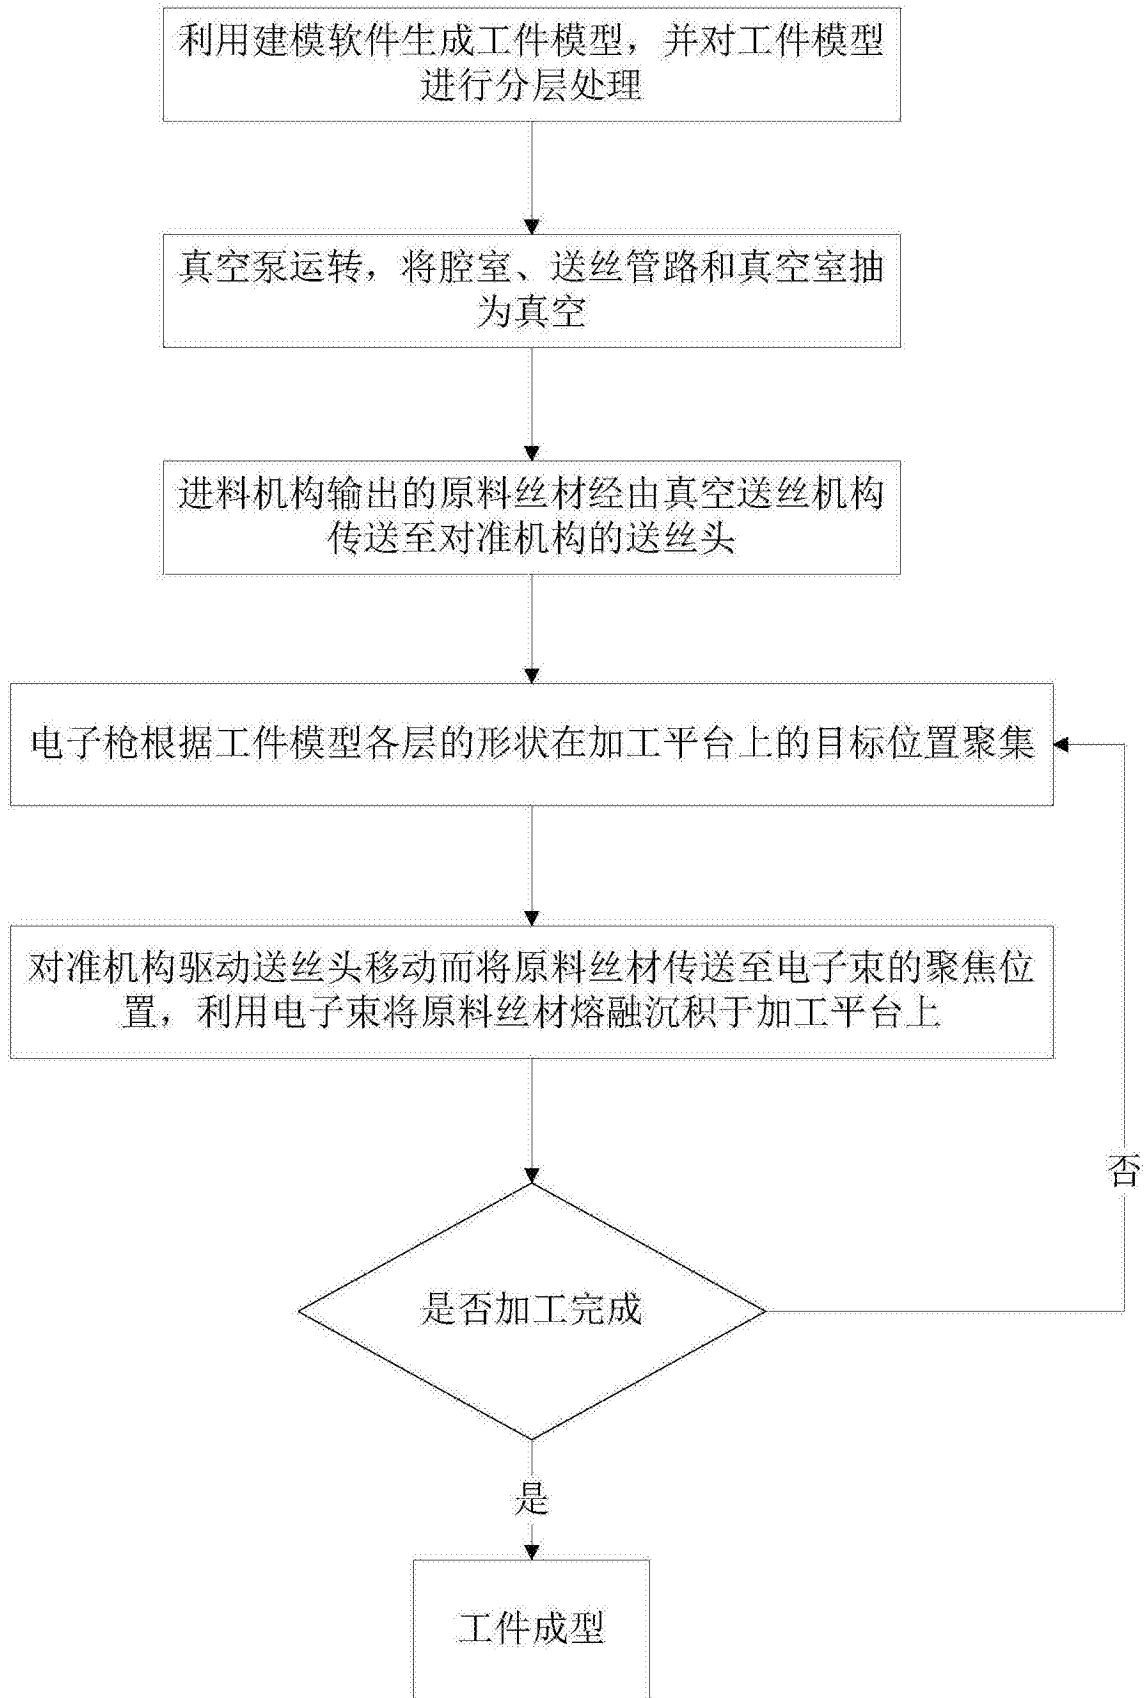 利用建模软件生成工件模型，并对工件模型
进行分层处理
真空泵运转，将腔室、送丝管路和真空室抽
为真空
进料机构输出的原料丝材经由真空送丝机构
传送至对准机构的送丝头
电子枪根据工件模型各层的形状在加工平台上的目标位置聚集
对准机构驱动送丝头移动而将原料丝材传送至电子束的聚焦位
置，利用电子束将原料丝材熔融沉积于加工平台上
否
是否加工完成
是
工件成型